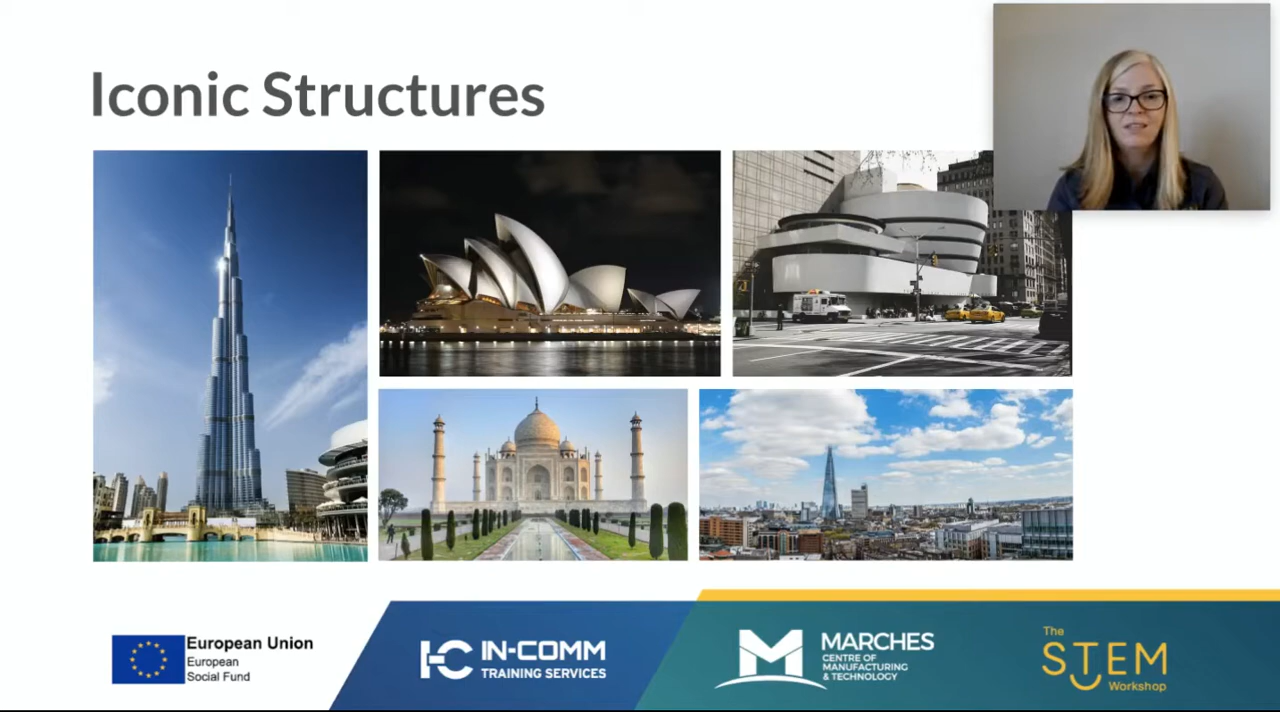 Iconic Structures
European Union
European
Social Fund
IN-COMM
TRAINING SERVICES
MARCHES
CENTRE OF
MANUFACTURING
& TECHNOLOGY
The
STEM
Workshop